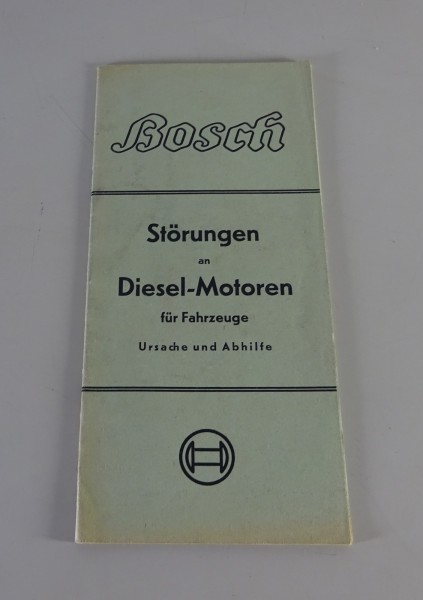 Bosch
Störungen
an
Diesel-Motoren
für Fahrzeuge
Ursache und Abhilfe